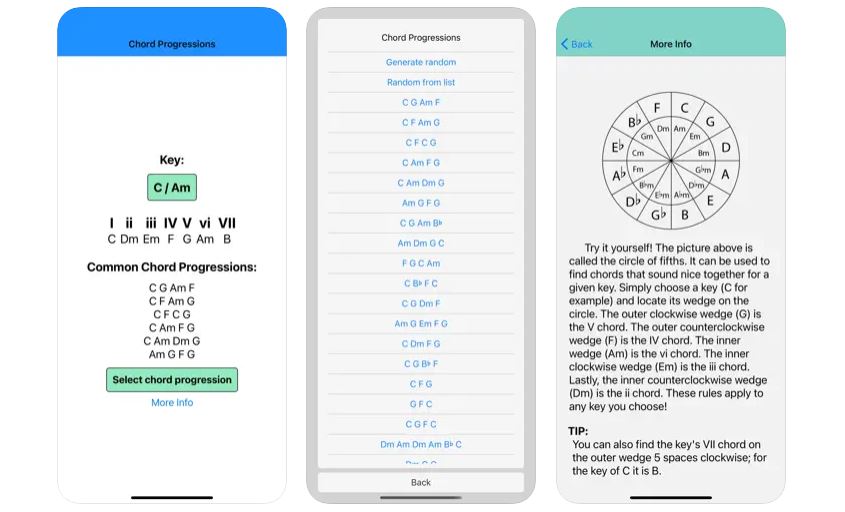 Chord Progressions
Key:
C / Am
I ii iii IV V vi VII
C Dm Em F G Am B
Common Chord Progressions:
C G Am F
C F Am G
C F C G
C Am F G
C Am Dm G
Am G F G
Select chord progression
More Info
Chord Progressions
Generate random
Random from list
C G Am F
C F Am G
C F C G
C Am F G
C Am Dm G
Am G F G
C G Am B♭
Am Dm G C
F G C Am
C B♭ F C
C G Dm F
Am G Em F G
C Dm F G
C G B♭ F
C F G
G F C
C G F C
Dm Am Dm Am B♭ C
Back
Back
More Info
C
G
D
A
E
B
G♭
D♭
A♭
E♭
B♭
F
Am
Em
Bm
G♭m
D♭m
A♭m
E♭m
B♭m
Fm
Cm
Gm
Dm
Try it yourself! The picture above is
called the circle of fifths. It can be used to
find chords that sound nice together for a
given key. Simply choose a key (C for
example) and locate its wedge on the
circle. The outer clockwise wedge (G) is
the V chord. The outer counterclockwise
wedge (F) is the IV chord. The inner
wedge (Am) is the vi chord. The inner
clockwise wedge (Em) is the iii chord.
Lastly, the inner counterclockwise wedge
(Dm) is the ii chord. These rules apply to
any key you choose!
TIP:
You can also find the key's VII chord on
the outer wedge 5 spaces clockwise; for
the key of C it is B.